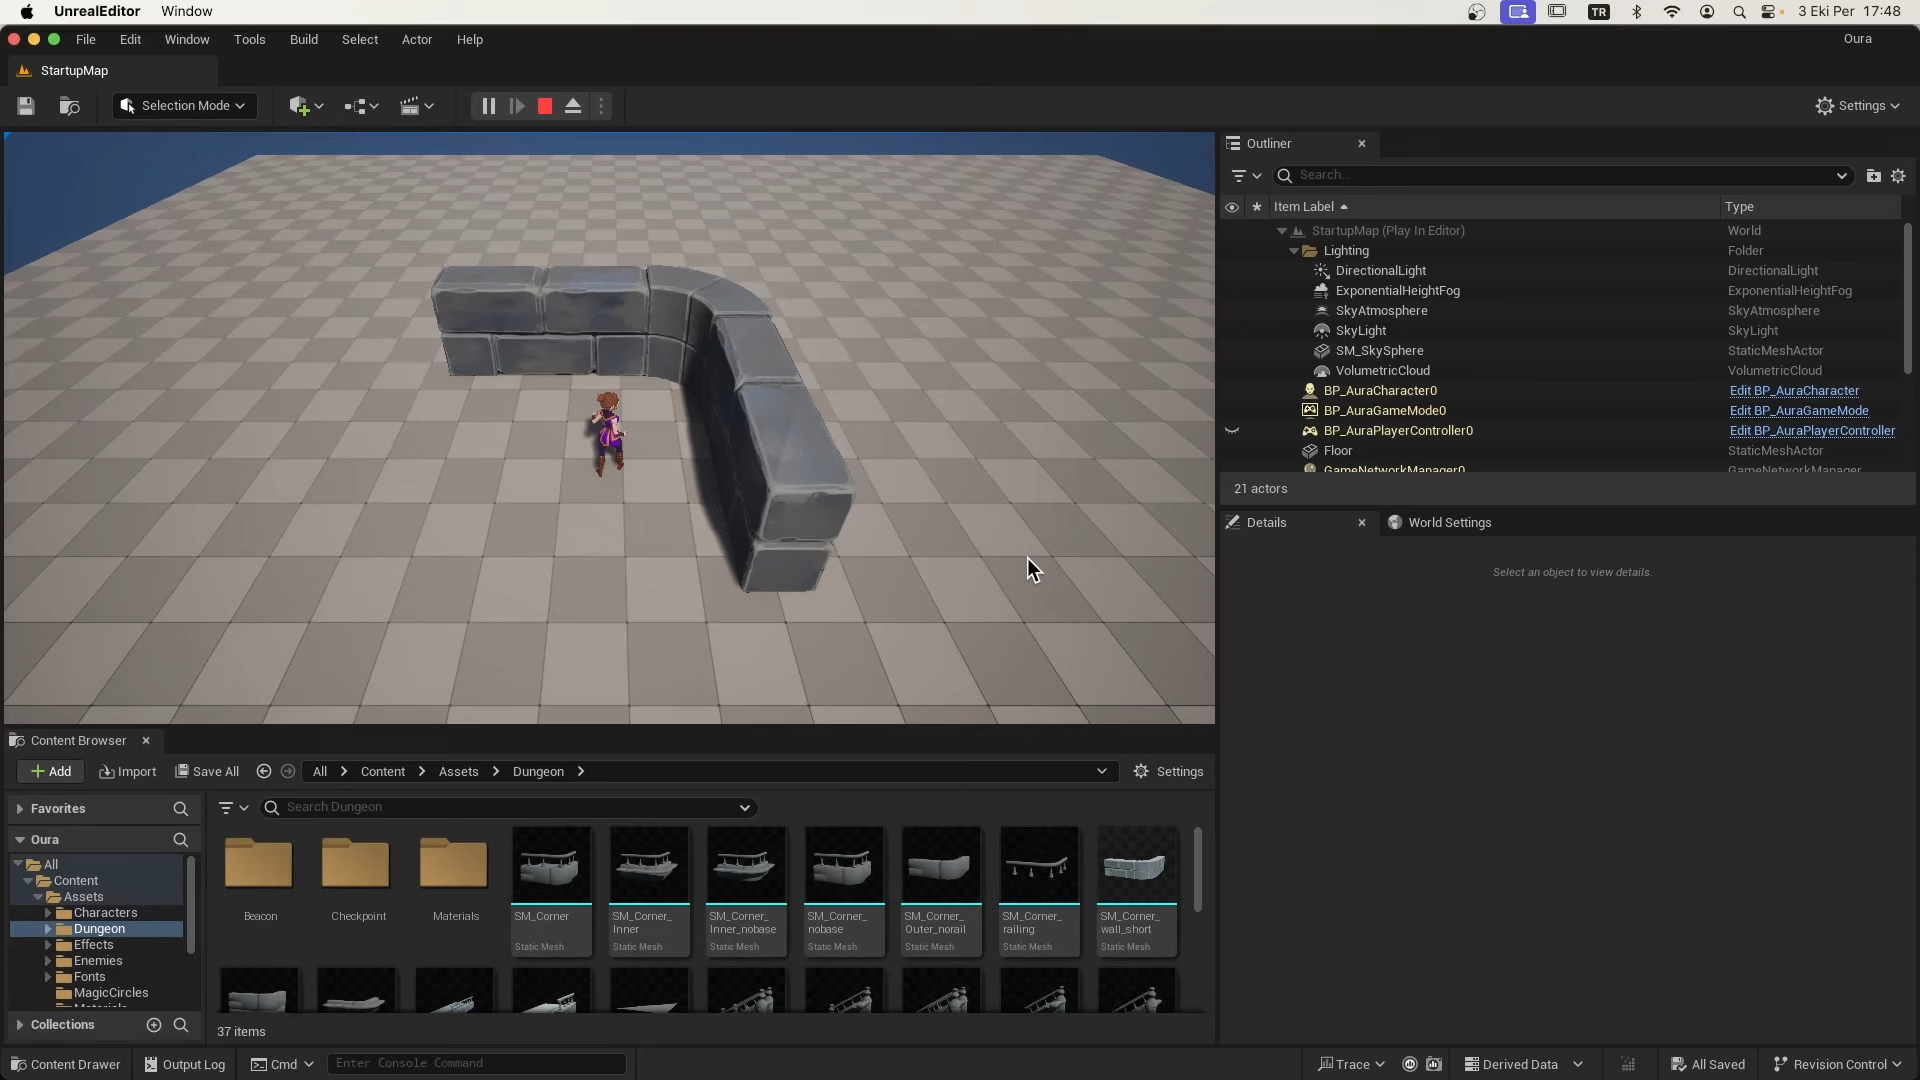 UnrealEditor Window
TR 3 Eki Per 17:48
File Edit Window Tools Build Select Actor Help
Oura
StartupMap
Selection Mode
Settings
Outliner
Search...
Item Label Type
StartupMap (Play In Editor) World
Lighting Folder
DirectionalLight DirectionalLight
ExponentialHeightFog ExponentialHeightFog
SkyAtmosphere SkyAtmosphere
SkyLight SkyLight
SM_SkySphere StaticMeshActor
VolumetricCloud VolumetricCloud
BP_AuraCharacter0 Edit BP_AuraCharacter
BP_AuraGameMode0 Edit BP_AuraGameMode
BP_AuraPlayerController0 Edit BP_AuraPlayerController
Floor StaticMeshActor
GameNetworkManager0 GameNetworkManager
21 actors
Details World Settings
Select an object to view details.
Content Browser
Add Import Save All All Content Assets Dungeon Settings
Favorites
Search Dungeon
Oura
All
Content
Assets
Characters
Dungeon
Effects
Enemies
Fonts
MagicCircles
Materials
Collections
Beacon
Checkpoint
Materials
SM_Corner
Static Mesh
SM_Corner_
Inner
Static Mesh
SM_Corner_
Inner_nobase
Static Mesh
SM_Corner_
nobase
Static Mesh
SM_Corner_
Outer_norail
Static Mesh
SM_Corner_
railing
Static Mesh
SM_Corner_
wall_short
Static Mesh
37 items
Content Drawer Output Log Cmd Enter Console Command Trace Derived Data All Saved Revision Control